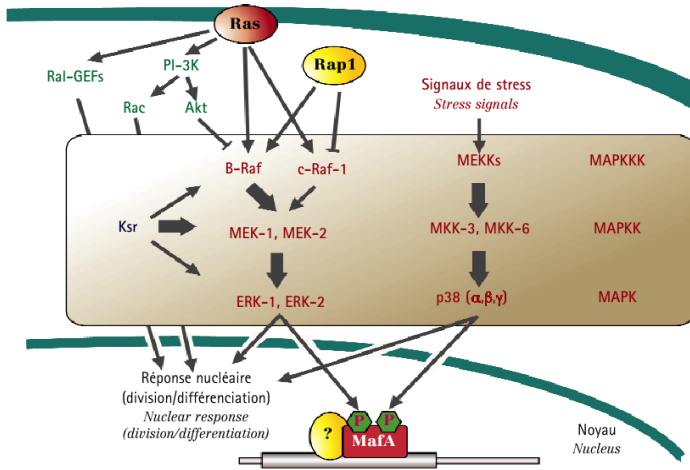 Ras
Rap1
PI-3K
Ral-GEFs
Rac
Akt
Signaux de stress
Stress signals
B-Raf
c-Raf-1
MEKKs
MAPKKK
Ksr
MEK-1, MEK-2
MKK-3, MKK-6
MAPKK
ERK-1, ERK-2
p38 (α,β,γ)
MAPK
Réponse nucléaire
(division/différenciation)
Nuclear response
(division/differentiation)
P
P
?
MafA
Noyau
Nucleus